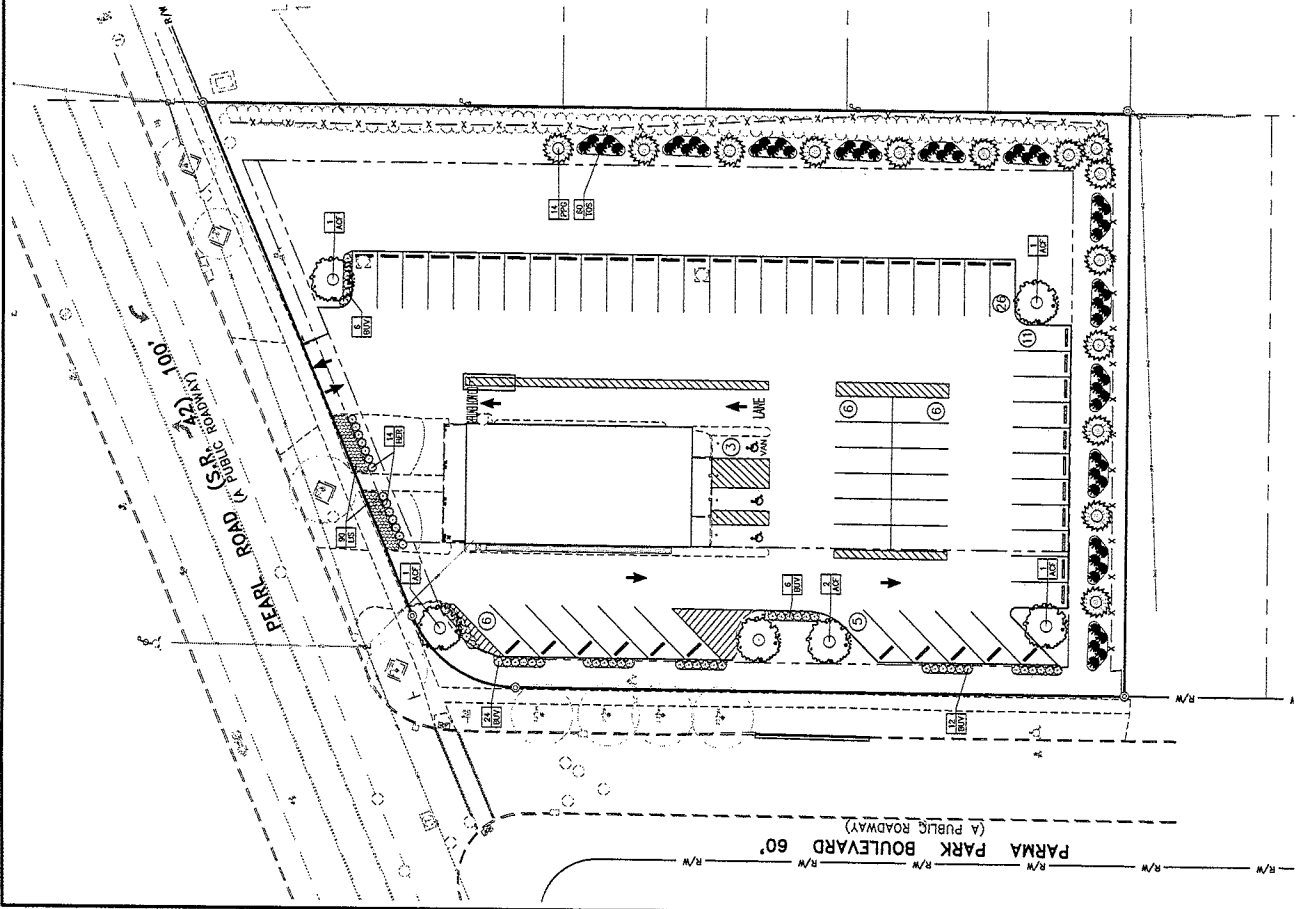 R/W
PEARL ROAD (S.R. 42) 100'
(A PUBLIC ROADWAY)
1
ACF
6
BUV
14
PPG
60
TOS
1
ACF
26
11
14
HER
90
LIS
1
ACF
LANE
3
VAN
6
6
6
6
BUV
2
ACF
5
1
ACF
24
BUV
12
BUV
R/W
R/W
PARMA PARK BOULEVARD 60'
(A PUBLIC ROADWAY)
R/W
R/W
R/W
R/W
R/W